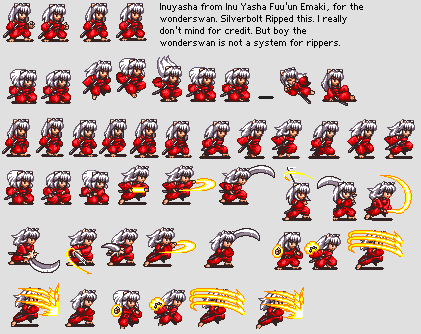 Inuyasha from Inu Yasha Fuu'un Emaki, for the
wonderswan. Silverbolt Ripped this. I really
don't mind for credit. But boy the
wonderswan is not a system for rippers.